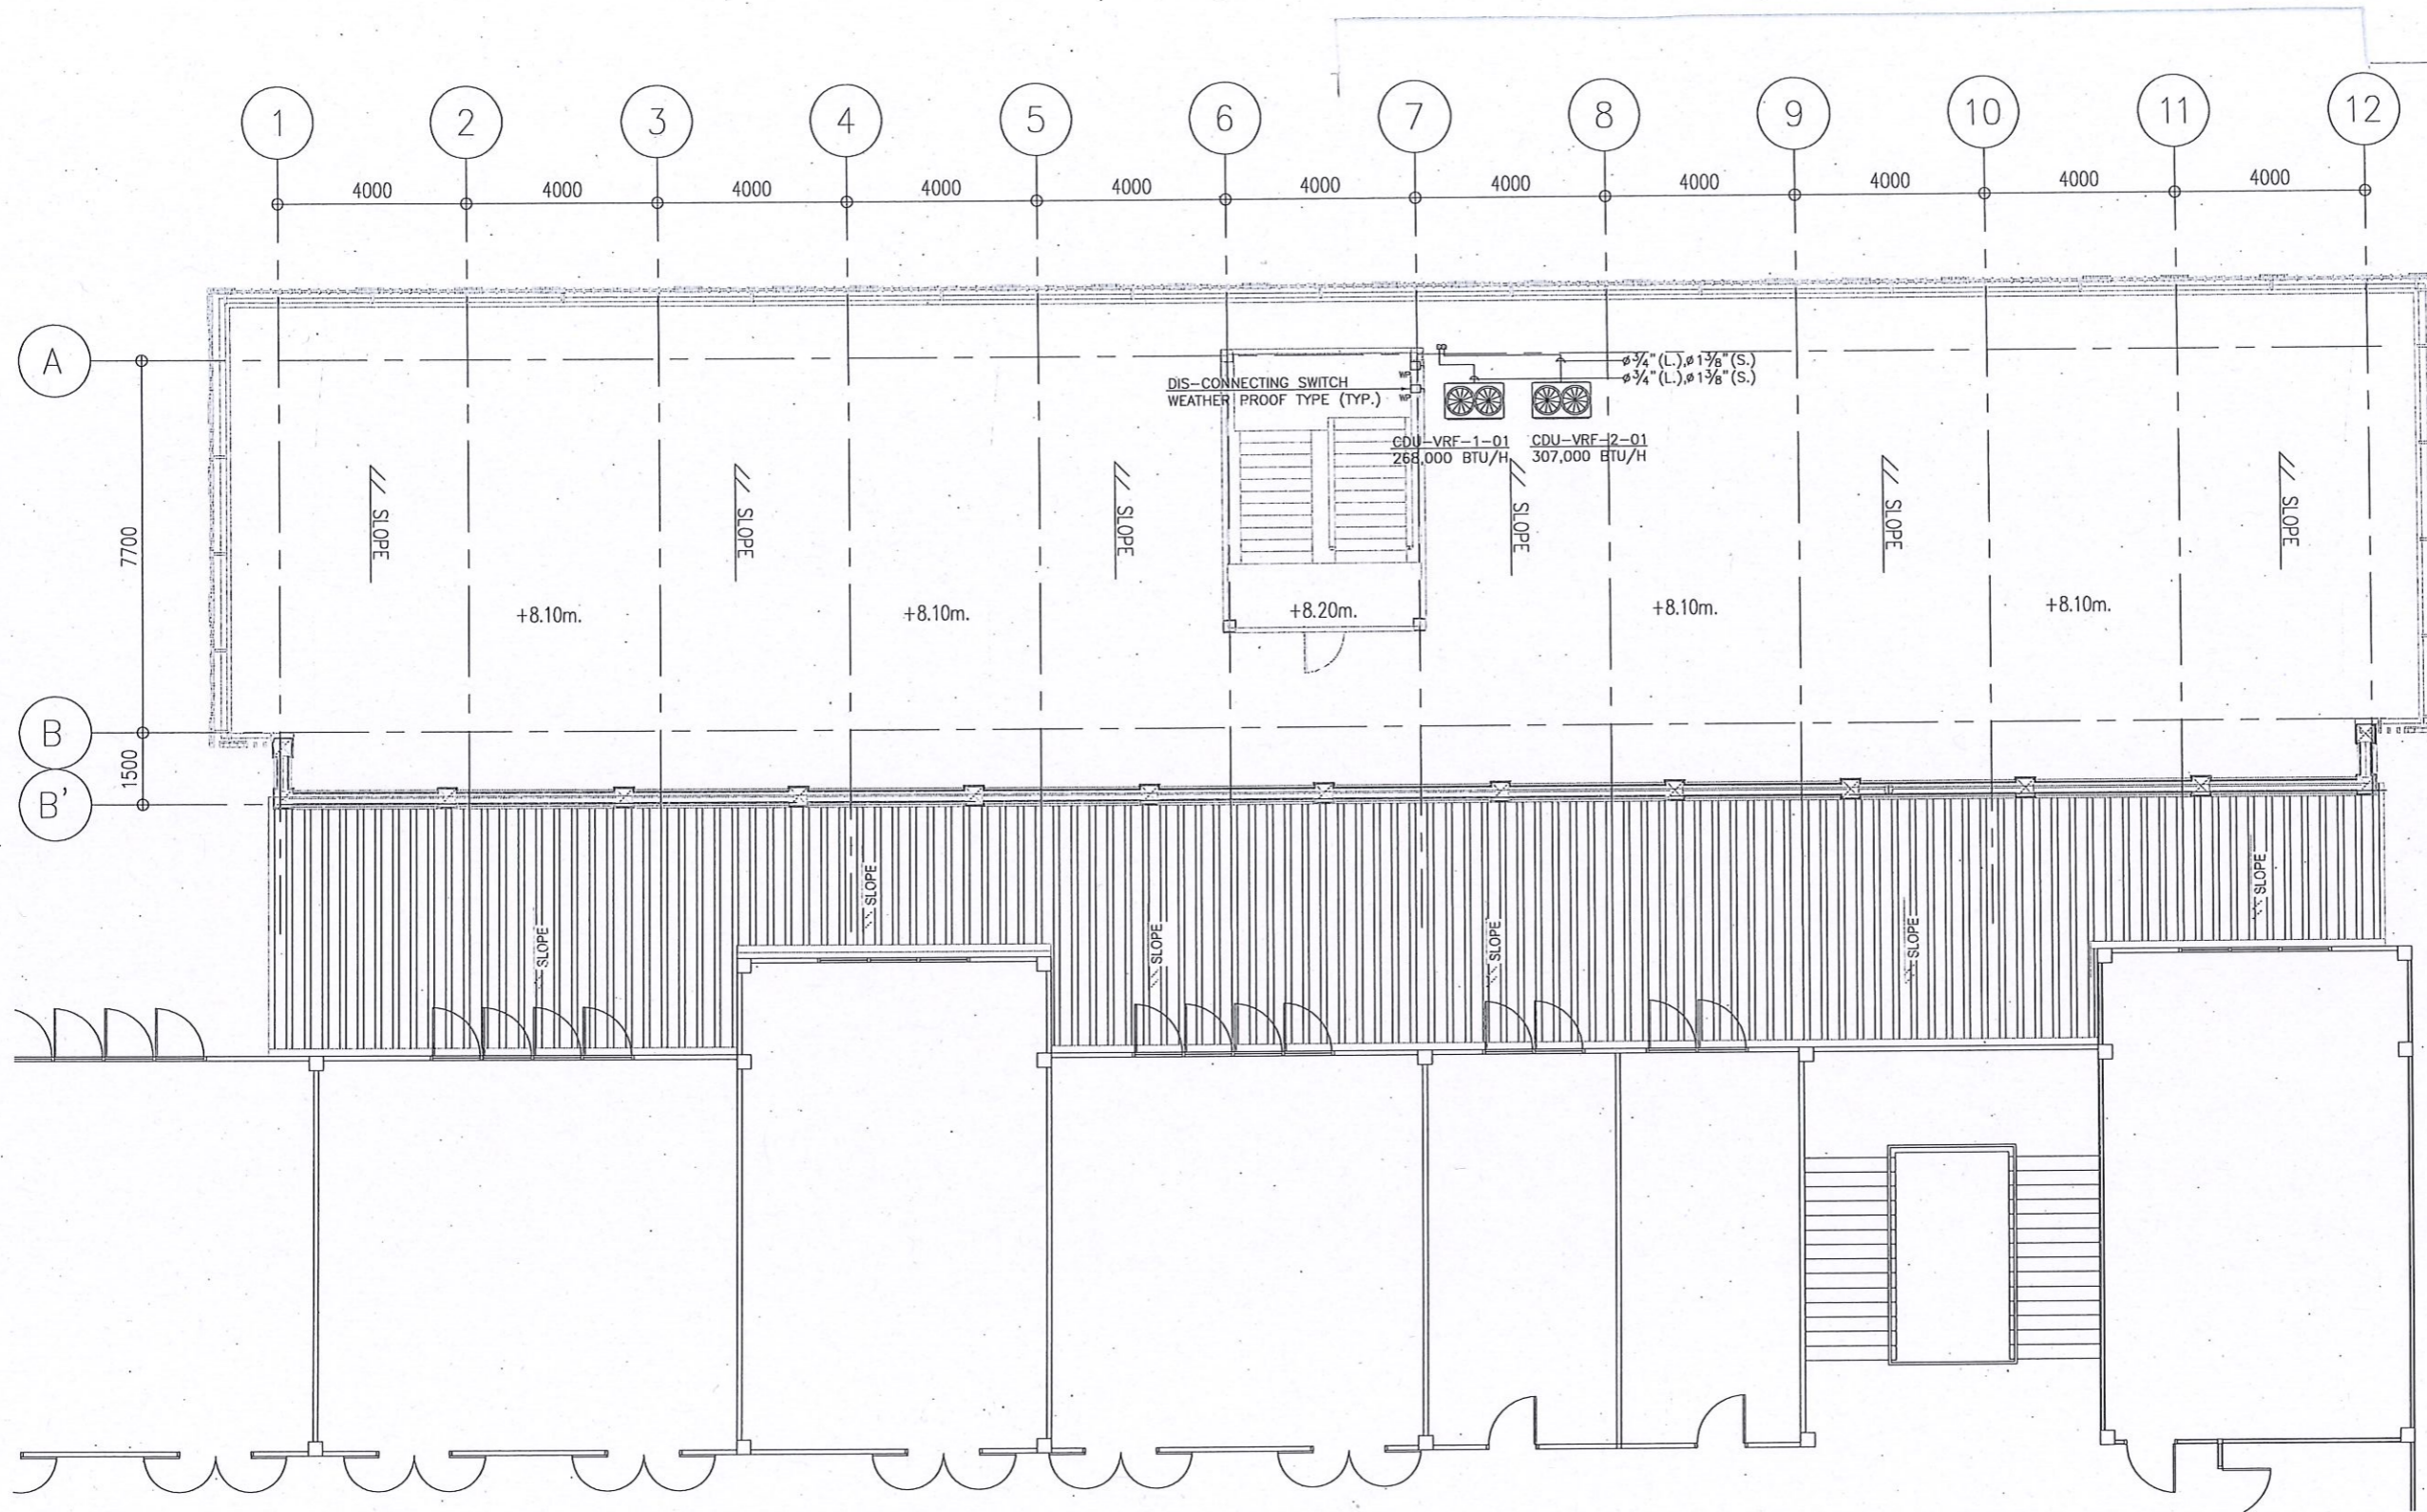 1 2 3 4 5 6 7 8 9 10 11 12
4000 4000 4000 4000 4000 4000 4000 4000 4000 4000 4000
A
ø3/4"(L.),ø1 3/8"(S.)
ø3/4"(L.),ø1 3/8"(S.)
WP
DIS-CONNECTING SWITCH
WEATHER PROOF TYPE (TYP.)
WP
CDU-VRF-1-01
268,000 BTU/H
CDU-VRF-2-01
307,000 BTU/H
SLOPE
SLOPE
SLOPE
SLOPE
SLOPE
SLOPE
7700
+8.10m.
+8.10m.
+8.20m.
+8.10m.
+8.10m.
B
1500
B'
SLOPE
SLOPE
SLOPE
SLOPE
SLOPE
SLOPE